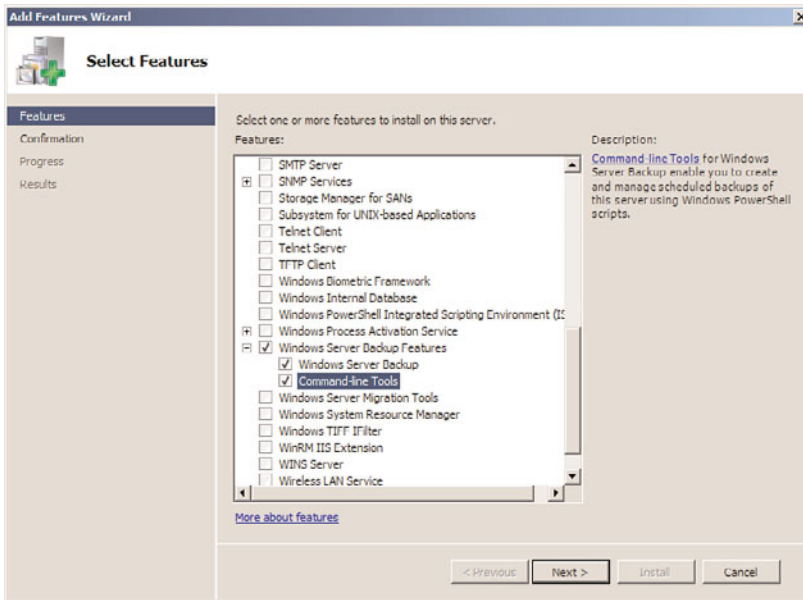 Add Features Wizard
Select Features
Features
Confirmation
Progress
Results
Select one or more features to install on this server.
Features:
SMTP Server
SNMP Services
Storage Manager for SANs
Subsystem for UNIX-based Applications
Telnet Client
Telnet Server
TFTP Client
Windows Biometric Framework
Windows Internal Database
Windows PowerShell Integrated Scripting Environment (IS
Windows Process Activation Service
Windows Server Backup Features
Windows Server Backup
Command-line Tools
Windows Server Migration Tools
Windows System Resource Manager
Windows TIFF IFilter
WinRM IIS Extension
WINS Server
Wireless LAN Service
More about features
Description:
Command-line Tools for Windows
Server Backup enable you to create
and manage scheduled backups of
this server using Windows PowerShell
scripts.
< Previous
Next >
Install
Cancel